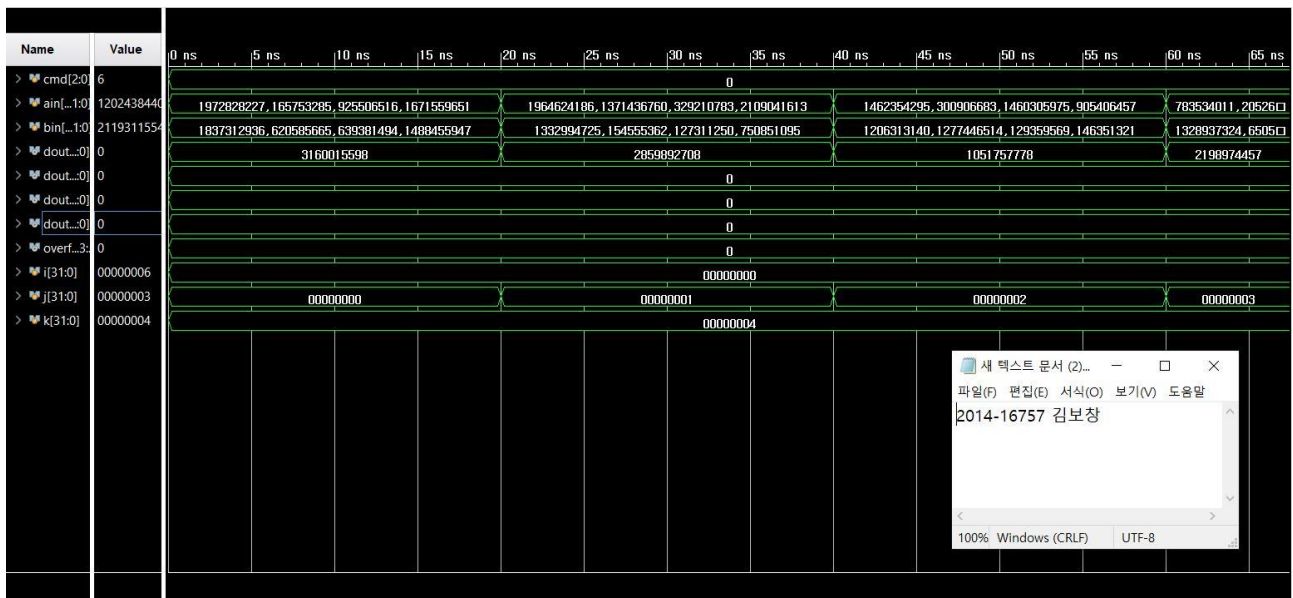 Name Value 0 ns 5 ns 10 ns 15 ns 20 ns 25 ns 30 ns 35 ns 40 ns 45 ns 50 ns 55 ns 60 ns 65 ns
cmd[2:0] 6 0
ain[...1:0] 120243844 1972828227,165753285,925506516,1671559651 1964624186,1371436760,329210783,2109041613 1462354295,300906683,1460305975,905406457 783534011,20526
bin[...1:0] 211931155 1837312936,620585665,639381494,1488455947 1332994725,154555362,127311250,750851095 1206313140,1277446514,129359569,146351321 1328937324,6505
dout...:0] 0 3160015598 2859892708 1051757778 2198974457
dout...:0] 0 0
dout...:0] 0 0
dout...:0] 0 0
overf...3:. 0 0
i[31:0] 00000006 00000000
j[31:0] 00000003 00000000 00000001 00000002 00000003
k[31:0] 00000004 00000004
새 텍스트 문서 (2)...
파일(F) 편집(E) 서식(O) 보기(V) 도움말
2014-16757 김보창
100% Windows (CRLF) UTF-8